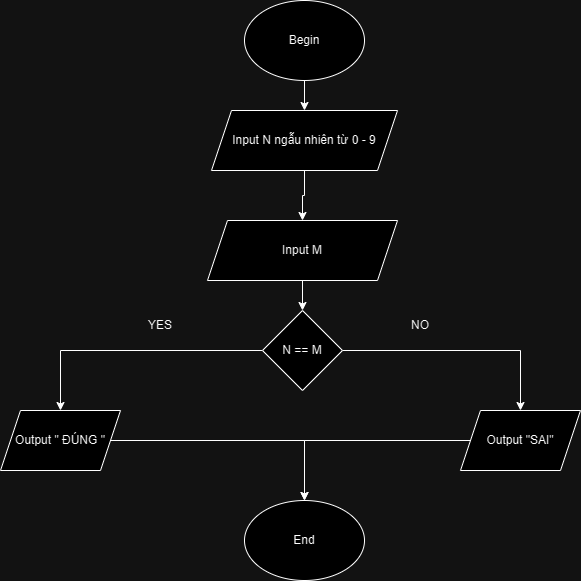 Begin
Input N ngẫu nhiên từ 0 - 9
Input M
YES
NO
N == M
Output " ĐÚNG "
Output "SAI"
End